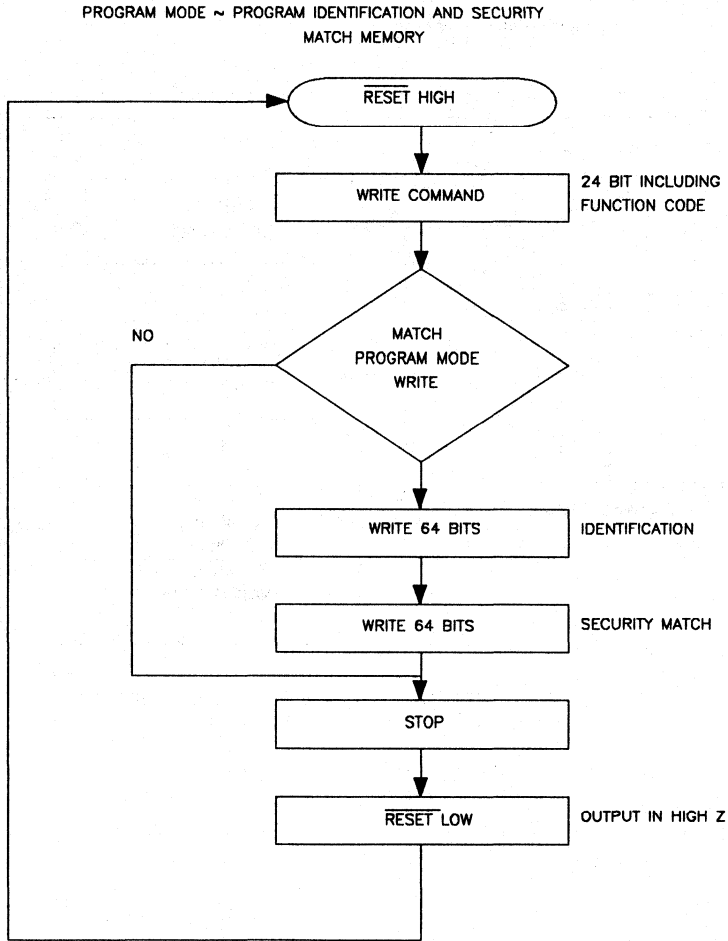 PROGRAM MODE ~ PROGRAM IDENTIFICATION AND SECURITY
MATCH MEMORY
RESET HIGH
WRITE COMMAND
24 BIT INCLUDING
FUNCTION CODE
NO
MATCH
PROGRAM MODE
WRITE
WRITE 64 BITS
IDENTIFICATION
WRITE 64 BITS
SECURITY MATCH
STOP
RESET LOW
OUTPUT IN HIGH Z